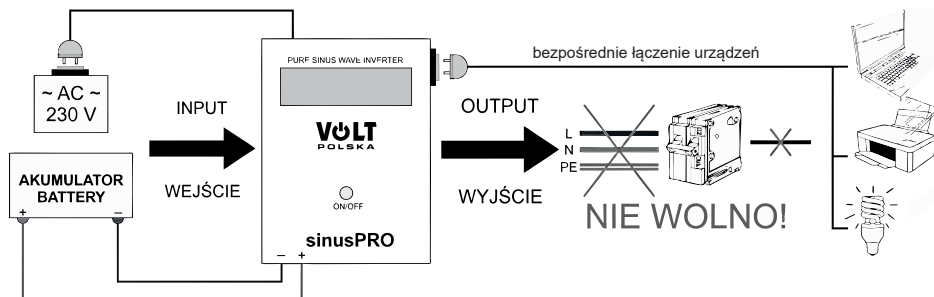 ~ AC ~
230 V
AKUMULATOR
BATTERY
+ –
INPUT
WEJŚCIE
PURE SINUS WAVE INVERTER
VOLT
POLSKA
ON/OFF
sinusPRO
– +
bezpośrednie łączenie urządzeń
OUTPUT
WYJŚCIE
L
N
PE
NIE WOLNO!